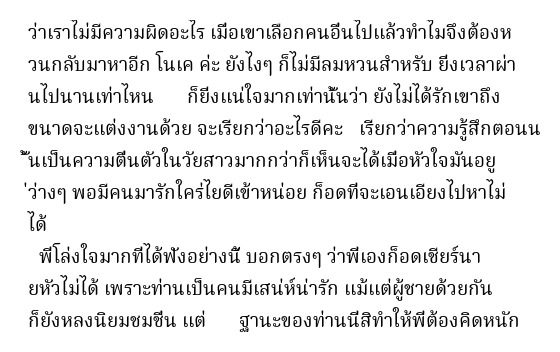 ว่าเราไม่มีความผิดอะไร เมื่อเขาเลือกคนอื่นไปแล้วทำไมจึงต้องห
วนกลับมาหาอีก โนเค ค่ะ ยังไงๆ ก็ไม่มีลมหวนสำหรับ ยิ่งเวลาผ่า
นไปนานเท่าไหน ก็ยิ่งแน่ใจมากเท่านั้นว่า ยังไม่ได้รักเขาถึง
ขนาดจะแต่งงานด้วย จะเรียกว่าอะไรดีคะ เรียกว่าความรู้สึกตอนน
ั้นเป็นความตื่นตัวในวัยสาวมากกว่าก็เห็นจะได้เมื่อหัวใจมันอยู
่ว่างๆ พอมีคนมารักใคร่ไยดีเข้าหน่อย ก็อดที่จะเอนเอียงไปหาไม่
ได้
พี่โล่งใจมากที่ได้ฟังอย่างนี้ บอกตรงๆ ว่าพี่เองก็อดเชียร์นา
ยหัวไม่ได้ เพราะท่านเป็นคนมีเสน่ห์น่ารัก แม้แต่ผู้ชายด้วยกัน
ก็ยังหลงนิยมชมชื่น แต่ ฐานะของท่านนี่สิทำให้พี่ต้องคิดหนัก